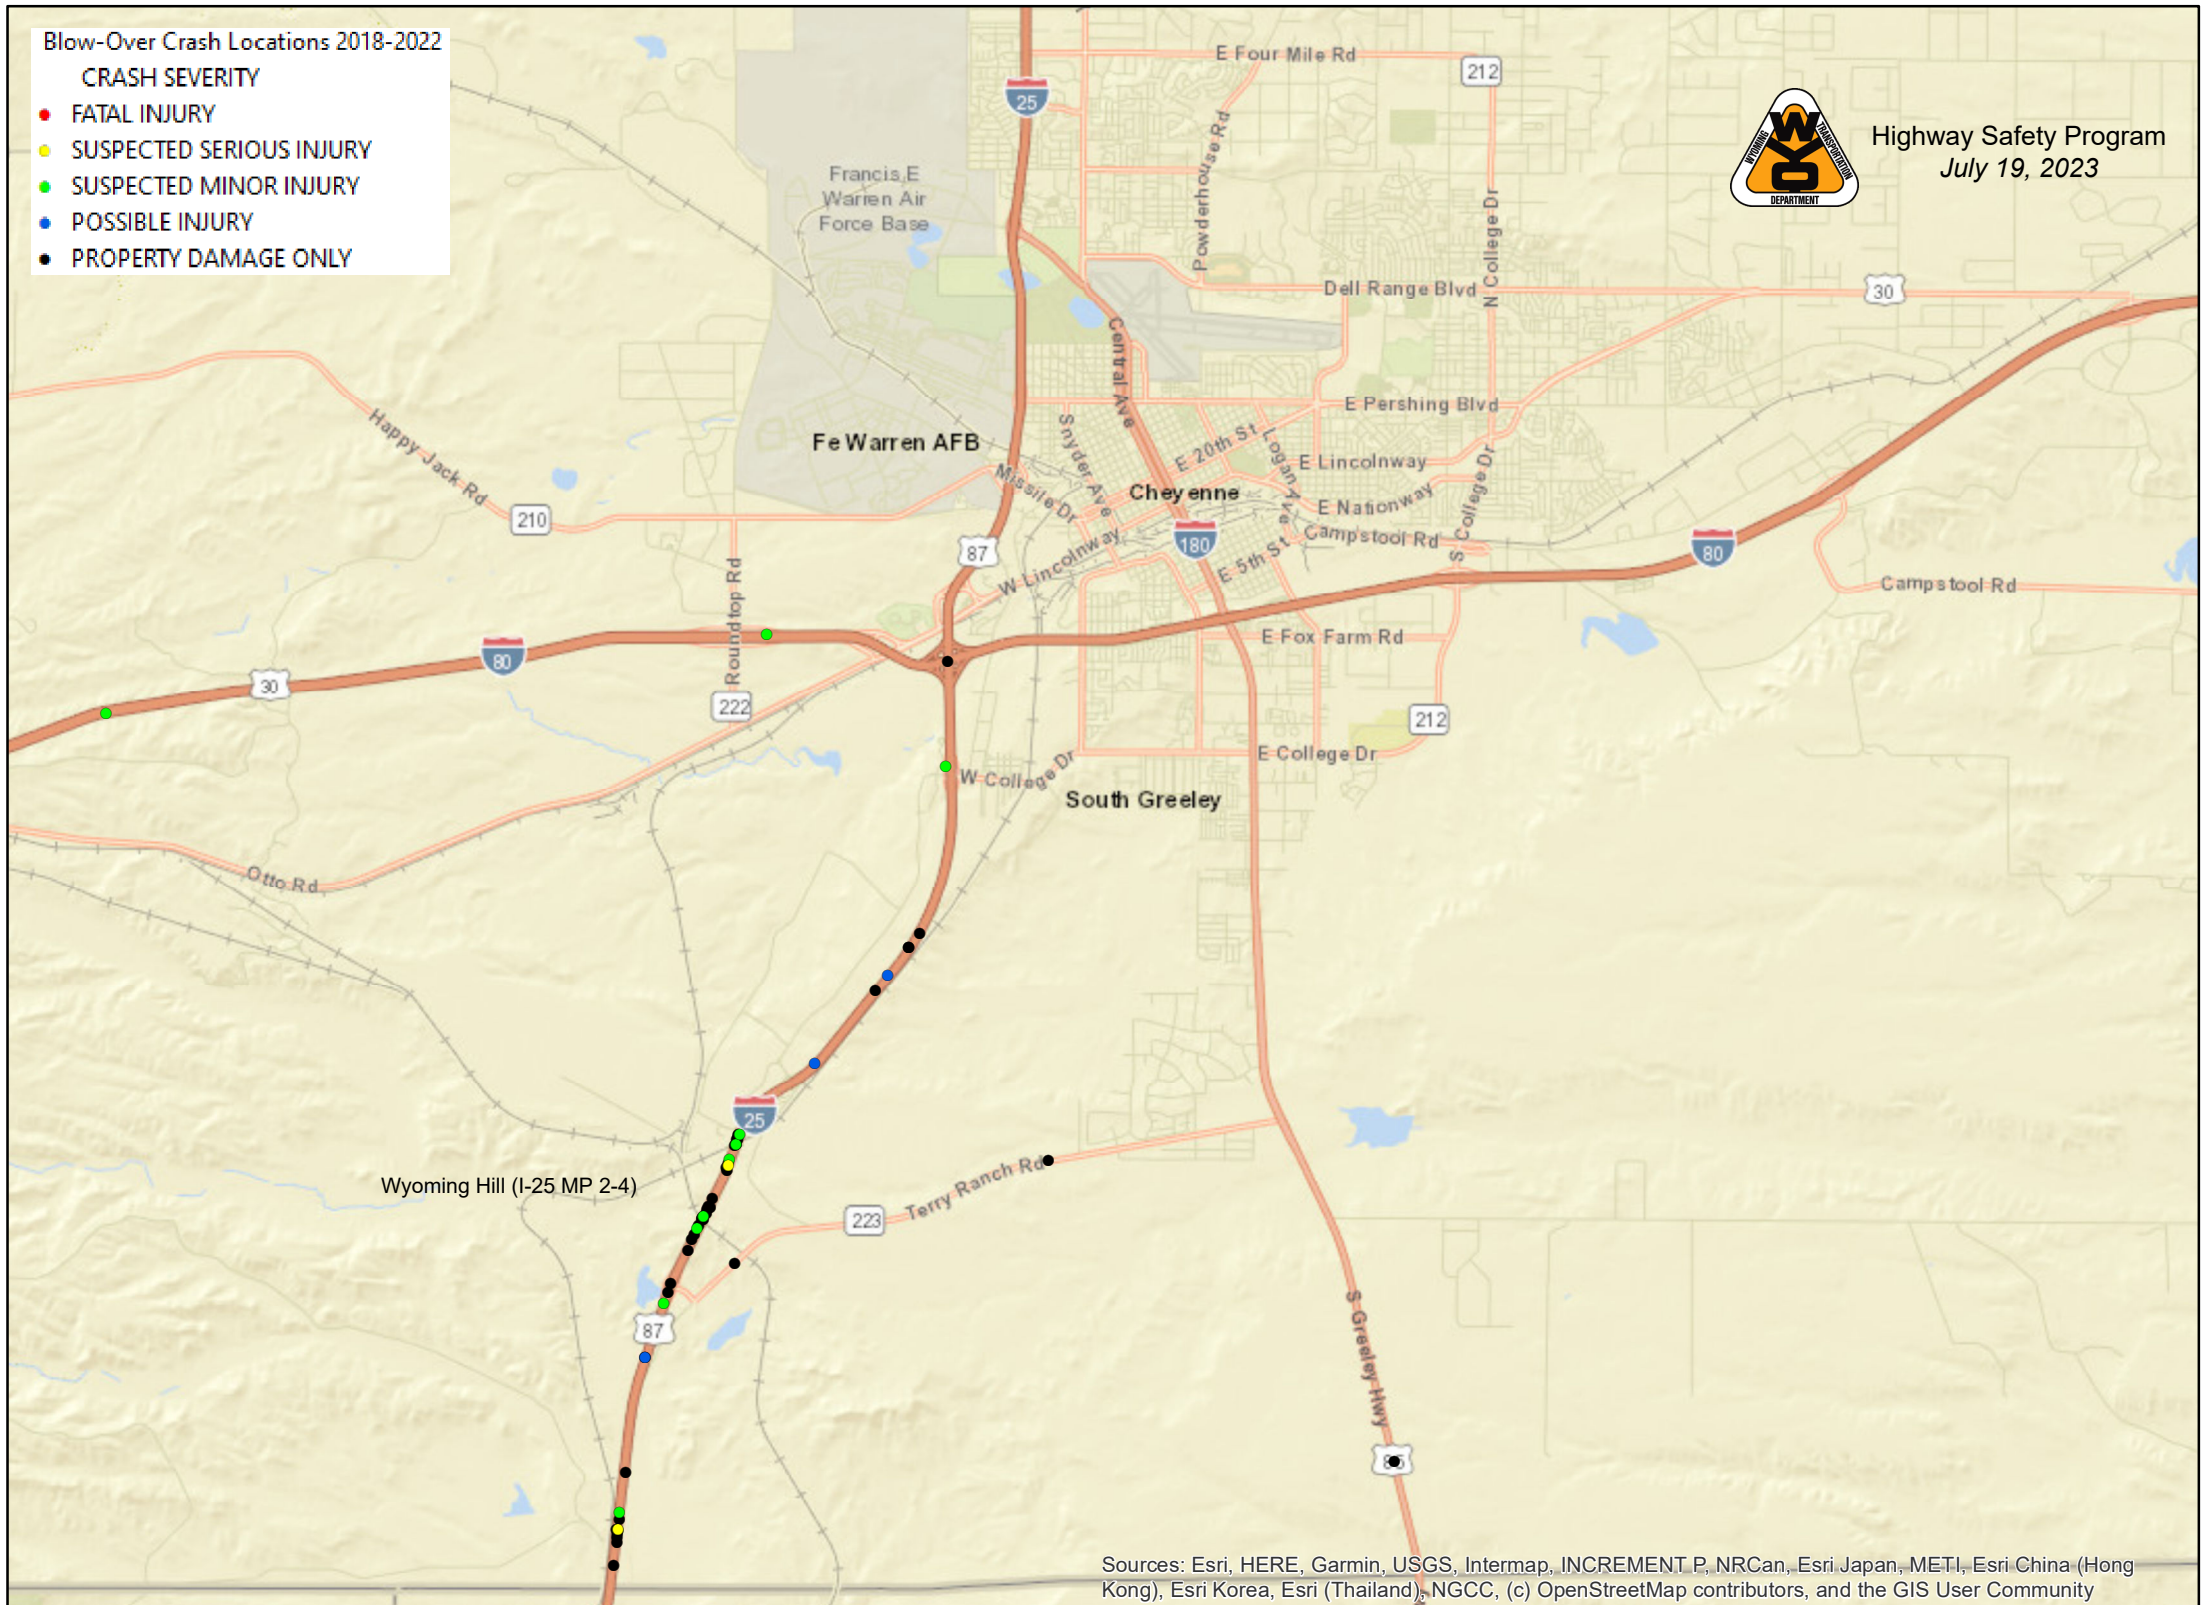 Blow-Over Crash Locations 2018-2022
CRASH SEVERITY
FATAL INJURY
SUSPECTED SERIOUS INJURY
SUSPECTED MINOR INJURY
POSSIBLE INJURY
PROPERTY DAMAGE ONLY
WYOMING
TRANSPORTATION
DEPARTMENT
WYO
Highway Safety Program
July 19, 2023
E Four Mile Rd
212
25
Powderhouse Rd
Francis E
Warren Air
Force Base
N College Dr
Dell Range Blvd
30
Central Ave
Happy Jack Rd
E Pershing Blvd
Fe Warren AFB
Snyder Ave
E 20th St
Logan Ave
E Lincolnway
Missile Dr
Cheyenne
E Nationway
S College Dr
210
87
180
Campstool Rd
80
W Lincolnway
E 5th St
Campstool Rd
Roundtop Rd
E Fox Farm Rd
80
30
222
212
W College Dr
E College Dr
South Greeley
Otto Rd
25
Wyoming Hill (I-25 MP 2-4)
Terry Ranch Rd
223
87
S Greeley Hwy
Sources: Esri, HERE, Garmin, USGS, Intermap, INCREMENT P, NRCan, Esri Japan, METI, Esri China (Hong
Kong), Esri Korea, Esri (Thailand), NGCC, (c) OpenStreetMap contributors, and the GIS User Community